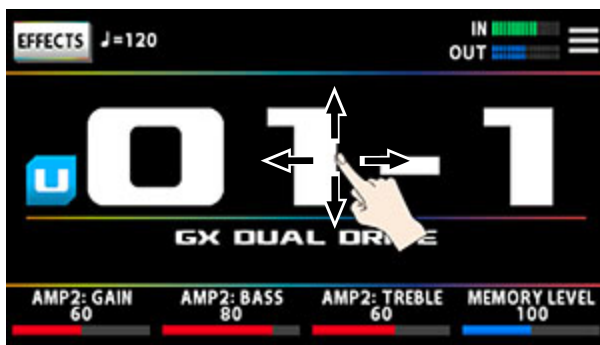 EFFECTS ♩=120
IN
OUT
U 01-1
GX DUAL DRIVE
AMP2: GAIN AMP2: BASS AMP2: TREBLE MEMORY LEVEL
60 80 60 100